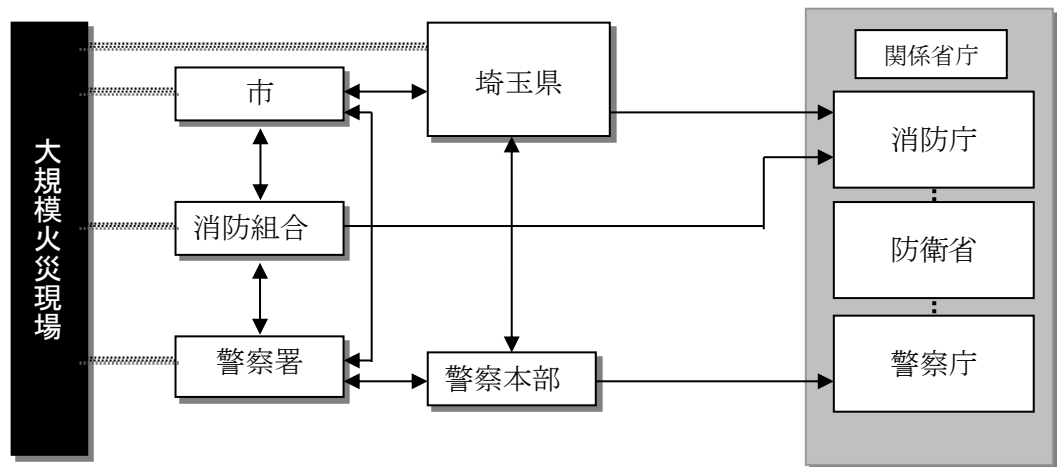 大規模火災現場
市
消防組合
警察署
埼玉県
警察本部
関係省庁
消防庁
防衛省
警察庁